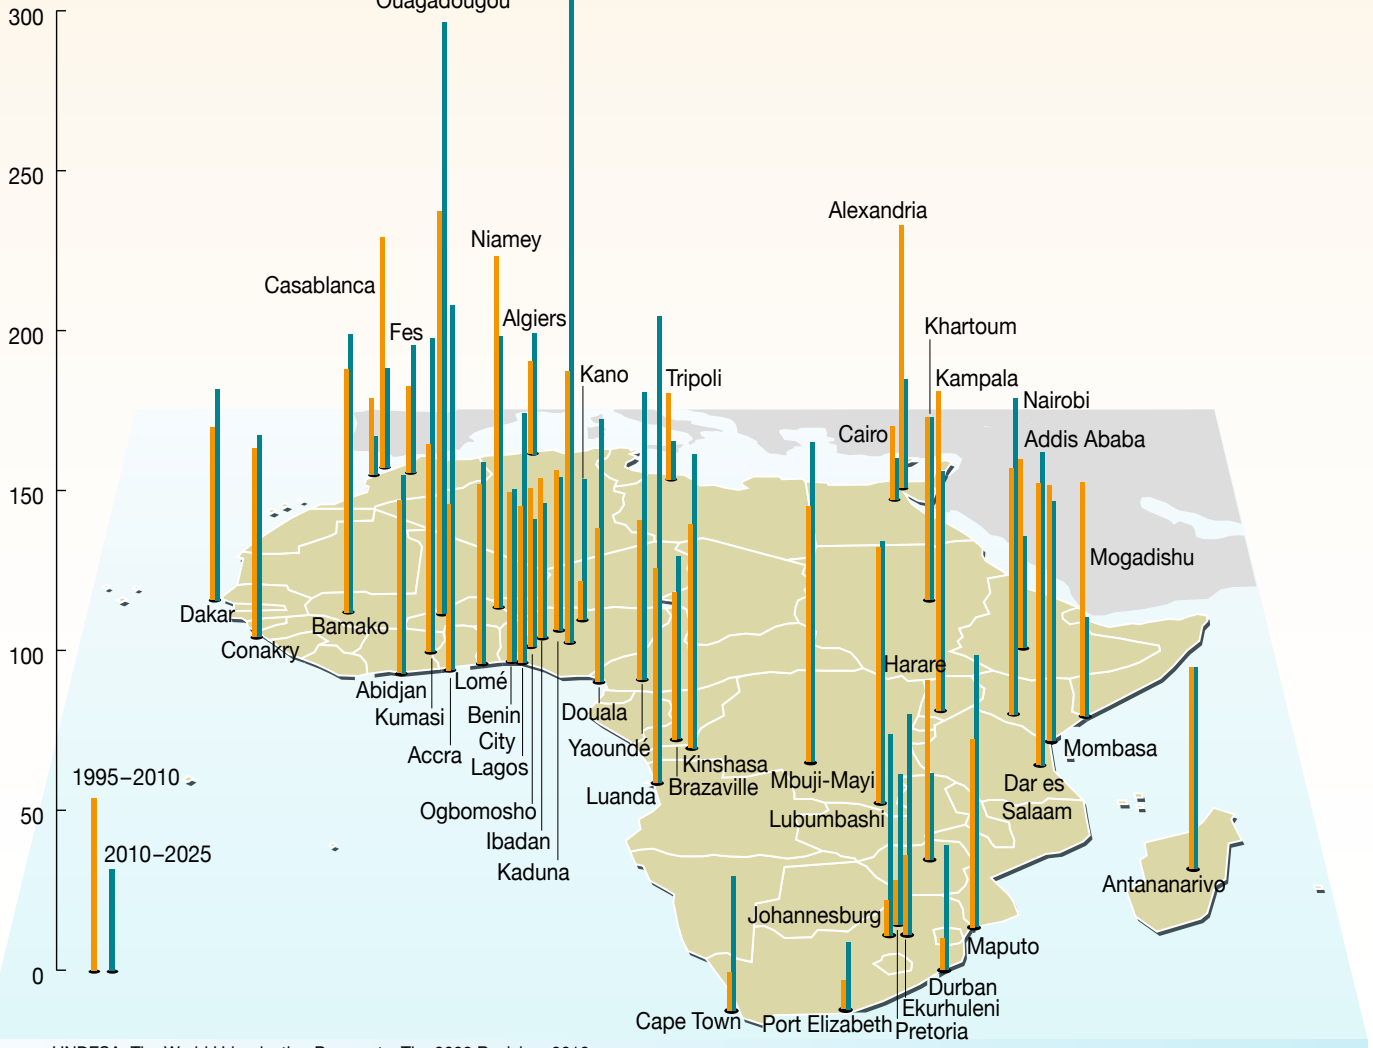 300
Ouagadougou
250
Alexandria
Niamey
Casablanca
200
Fes
Algiers
Khartoum
Kano
Tripoli
Kampala
Nairobi
Cairo
Addis Ababa
150
Mogadishu
Dakar
Bamako
Conakry
100
Harare
Abidjan
Lomé
Kumasi
Benin
City
Douala
Accra
Lagos
Yaoundé
Mombasa
Kinshasa
1995–2010
Brazaville
Mbuji-Mayi
Dar es
Salaam
Luanda
50
Ogbomosho
Lubumbashi
Ibadan
2010–2025
Kaduna
Antananarivo
Johannesburg
Maputo
0
Durban
Ekurhuleni
Cape Town
Port Elizabeth
Pretoria